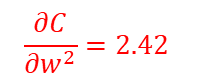 ∂C/∂w² = 2.42